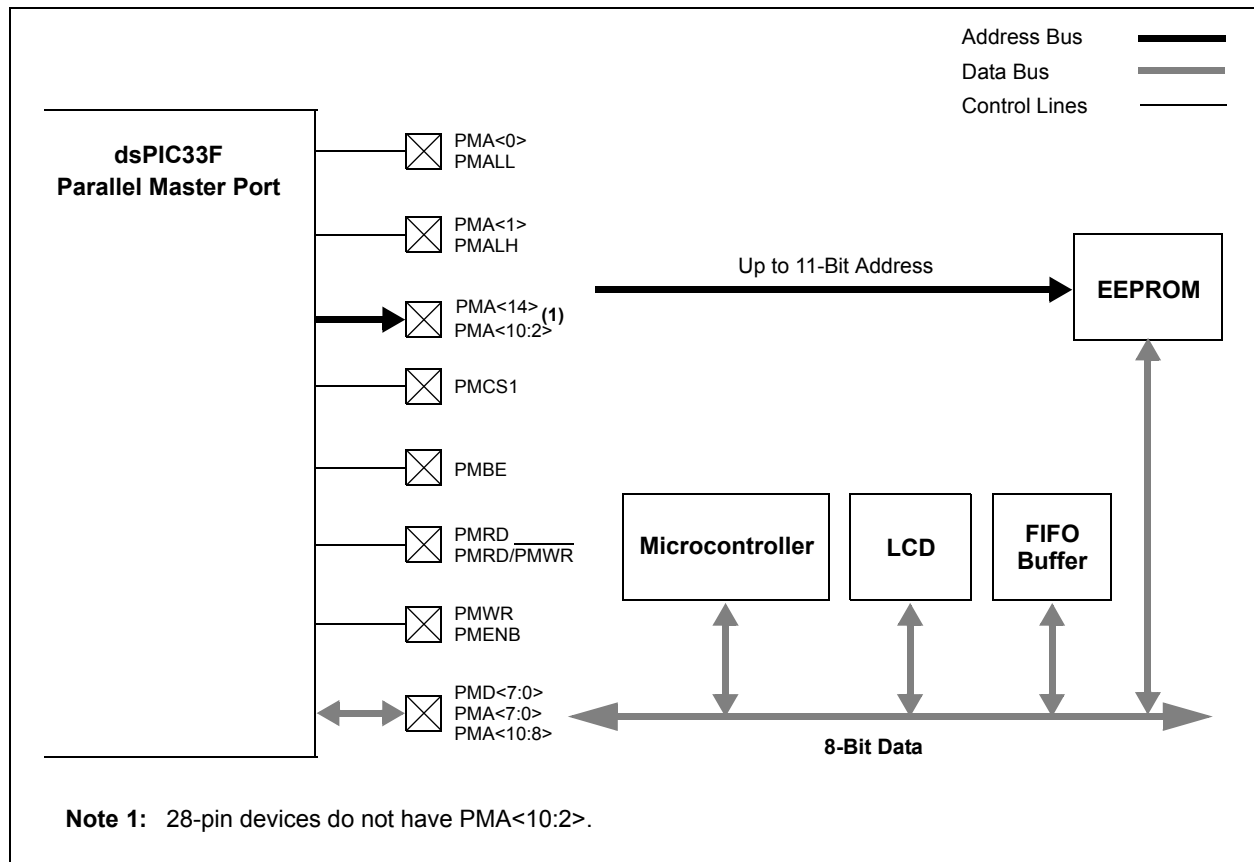 Address Bus
Data Bus
Control Lines
dsPIC33F
Parallel Master Port
PMA<0>
PMALL
PMA<1>
PMALH
PMA<14>(1)
PMA<10:2>
PMCS1
PMBE
PMRD
PMRD/PMWR
PMWR
PMENB
PMD<7:0>
PMA<7:0>
PMA<10:8>
Up to 11-Bit Address
EEPROM
Microcontroller
LCD
FIFO
Buffer
8-Bit Data
Note 1: 28-pin devices do not have PMA<10:2>.